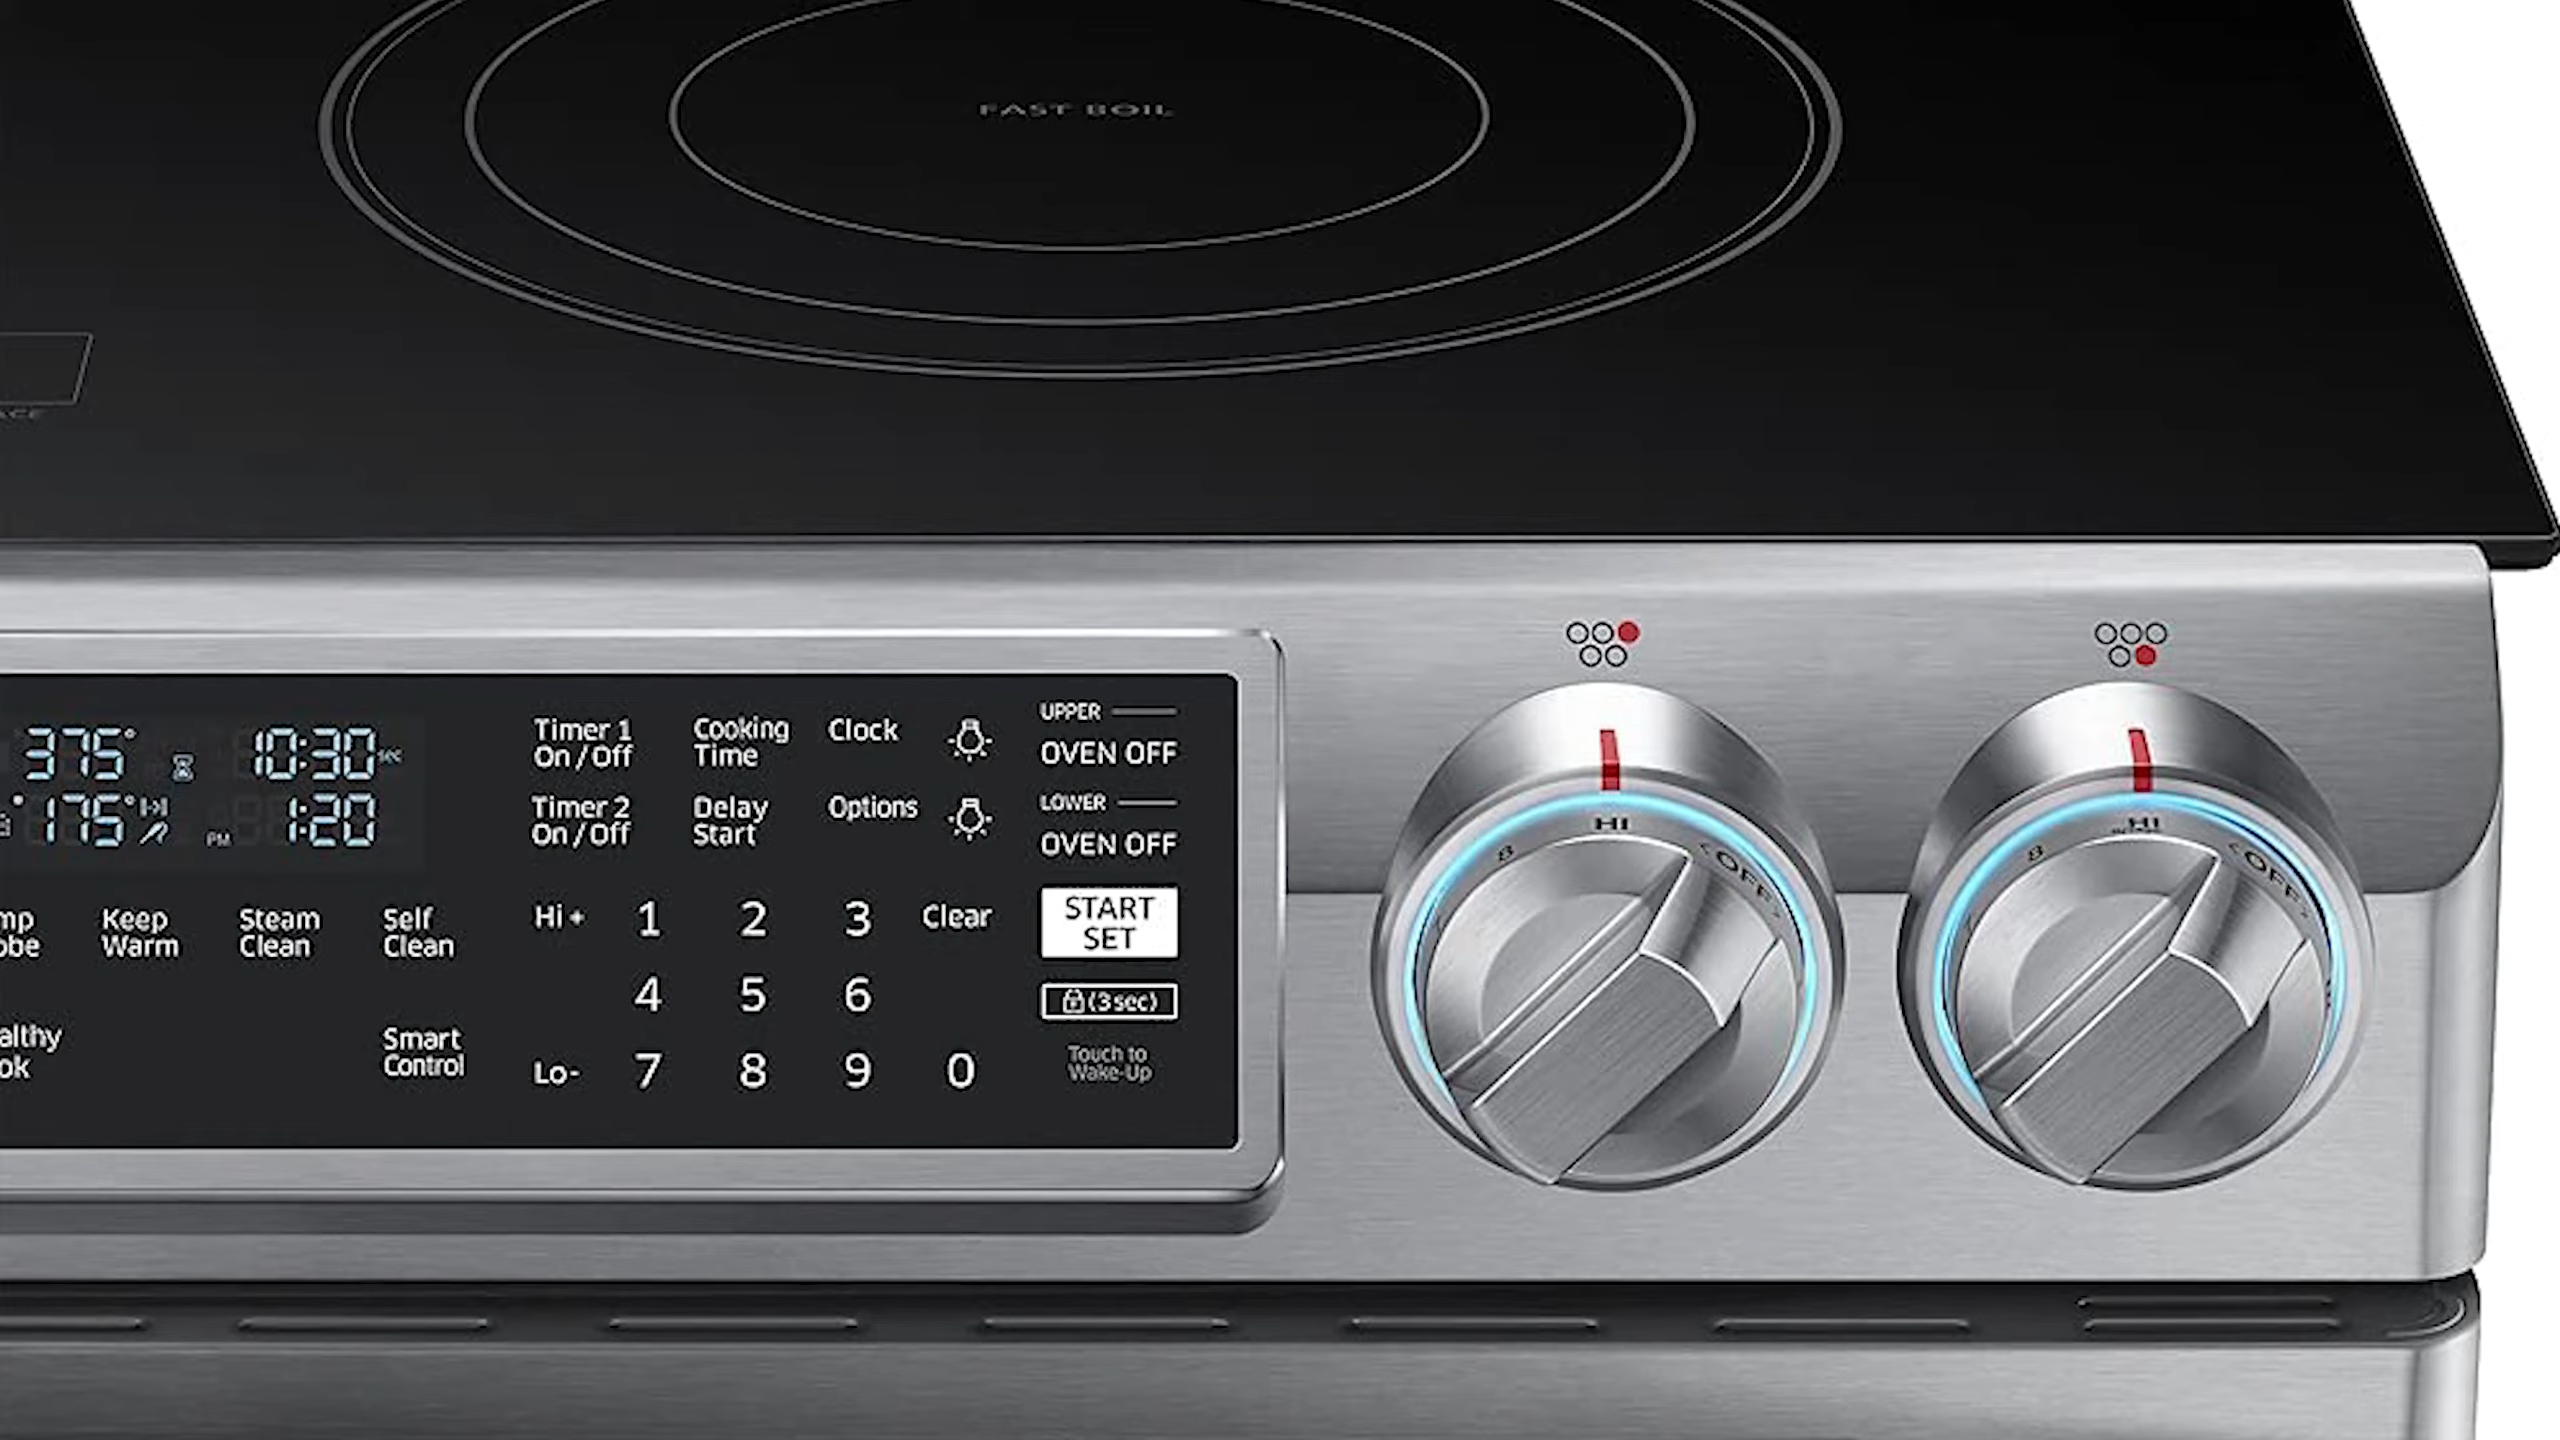 FAST BOIL
375°
10:30
175°
PM
1:20
Timer 1
On / Off
Cooking
Time
Clock
UPPER
OVEN OFF
Timer 2
On / Off
Delay
Start
Options
LOWER
OVEN OFF
Keep
Warm
Steam
Clean
Self
Clean
Hi +
1
2
3
Clear
START
SET
4
5
6
(3 sec)
Smart
Control
Lo -
7
8
9
0
Touch to
Wake-Up
8
HI
OFF
8
HI
OFF